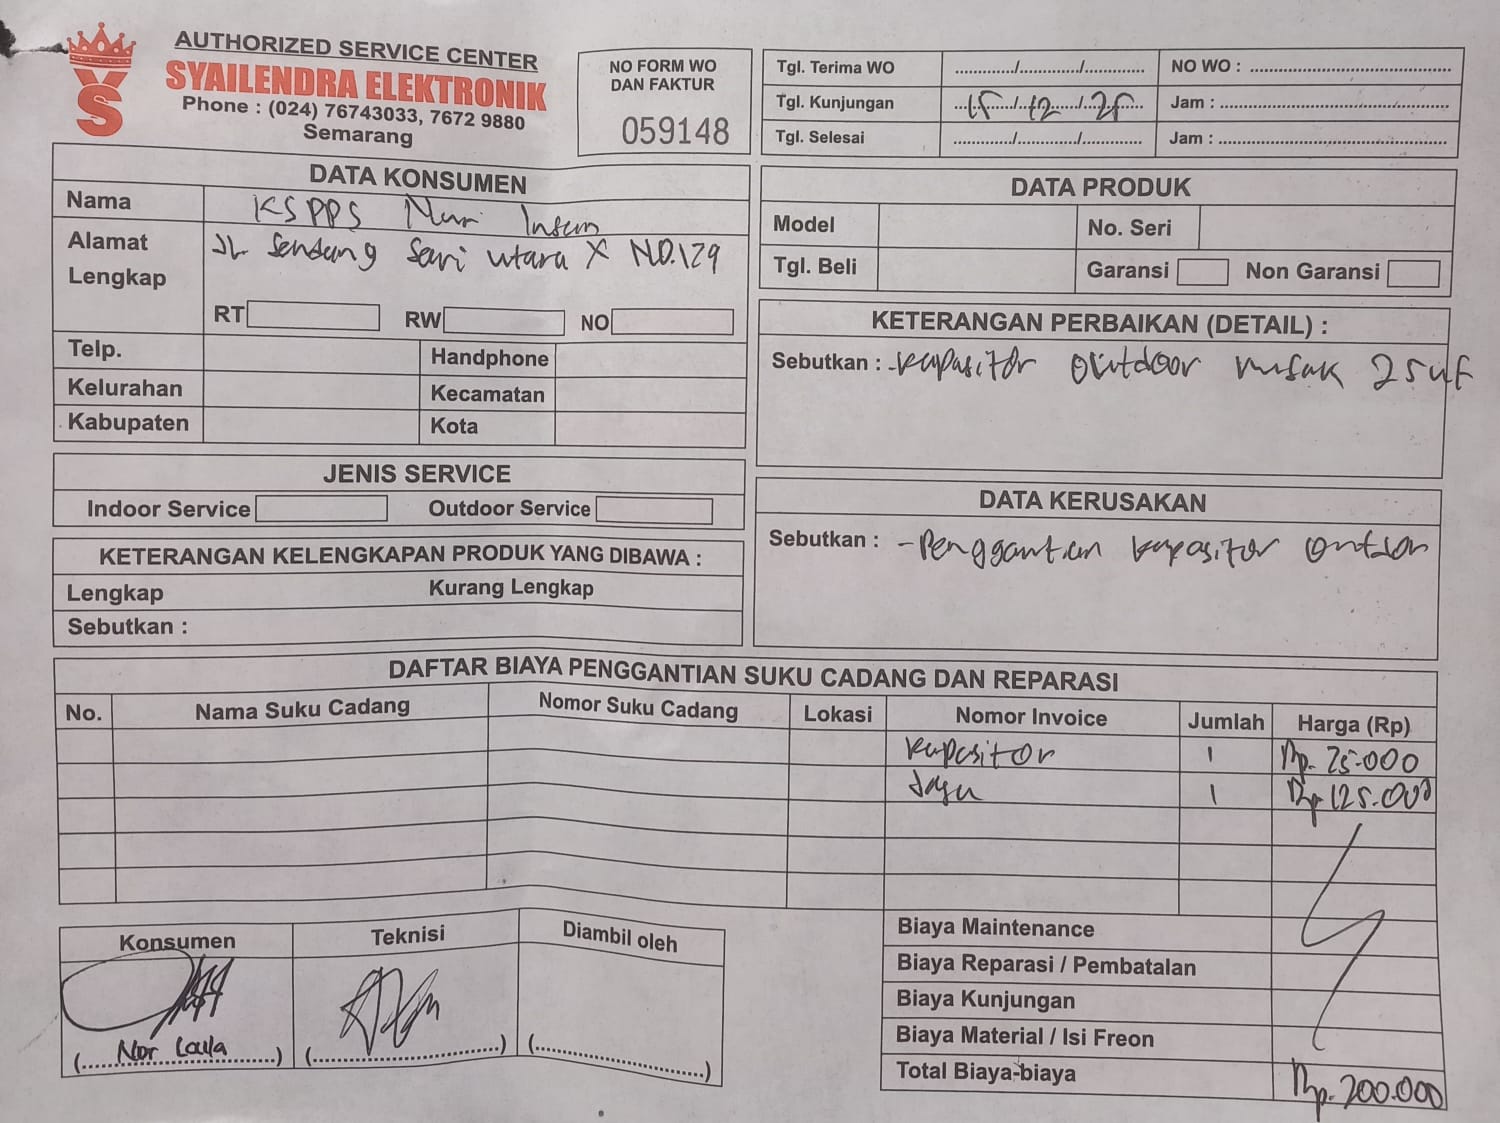 AUTHORIZED SERVICE CENTER
SYAILENDRA ELEKTRONIK
Phone : (024) 76743033, 7672 9880
Semarang
NO FORM WO
DAN FAKTUR
059148
Tgl. Terima WO ............/............/............ NO WO : ............
Tgl. Kunjungan 15/12/25 Jam : ............
Tgl. Selesai ............/............/............ Jam : ............
DATA KONSUMEN
Nama KSPPS Nuri Insan
Alamat Lengkap JL Sendang Sari utara X NO.129
RT RW NO
Telp. Handphone
Kelurahan Kecamatan
Kabupaten Kota
JENIS SERVICE
Indoor Service Outdoor Service
KETERANGAN KELENGKAPAN PRODUK YANG DIBAWA :
Lengkap Kurang Lengkap
Sebutkan :
DATA PRODUK
Model No. Seri
Tgl. Beli Garansi Non Garansi
KETERANGAN PERBAIKAN (DETAIL) :
Sebutkan : -kapasitor outdoor rusak 25uF
DATA KERUSAKAN
Sebutkan : -Penggantian kapasitor
DAFTAR BIAYA PENGGANTIAN SUKU CADANG DAN REPARASI
No. Nama Suku Cadang Nomor Suku Cadang Lokasi Nomor Invoice Jumlah Harga (Rp)
kapasitor 1 Rp. 75.000
Jasa 1 Rp 125.000
Biaya Maintenance
Biaya Reparasi / Pembatalan
Biaya Kunjungan
Biaya Material / Isi Freon
Total Biaya-biaya Rp. 200.000
Konsumen Teknisi Diambil oleh
(Nor Laila) (............) (............)